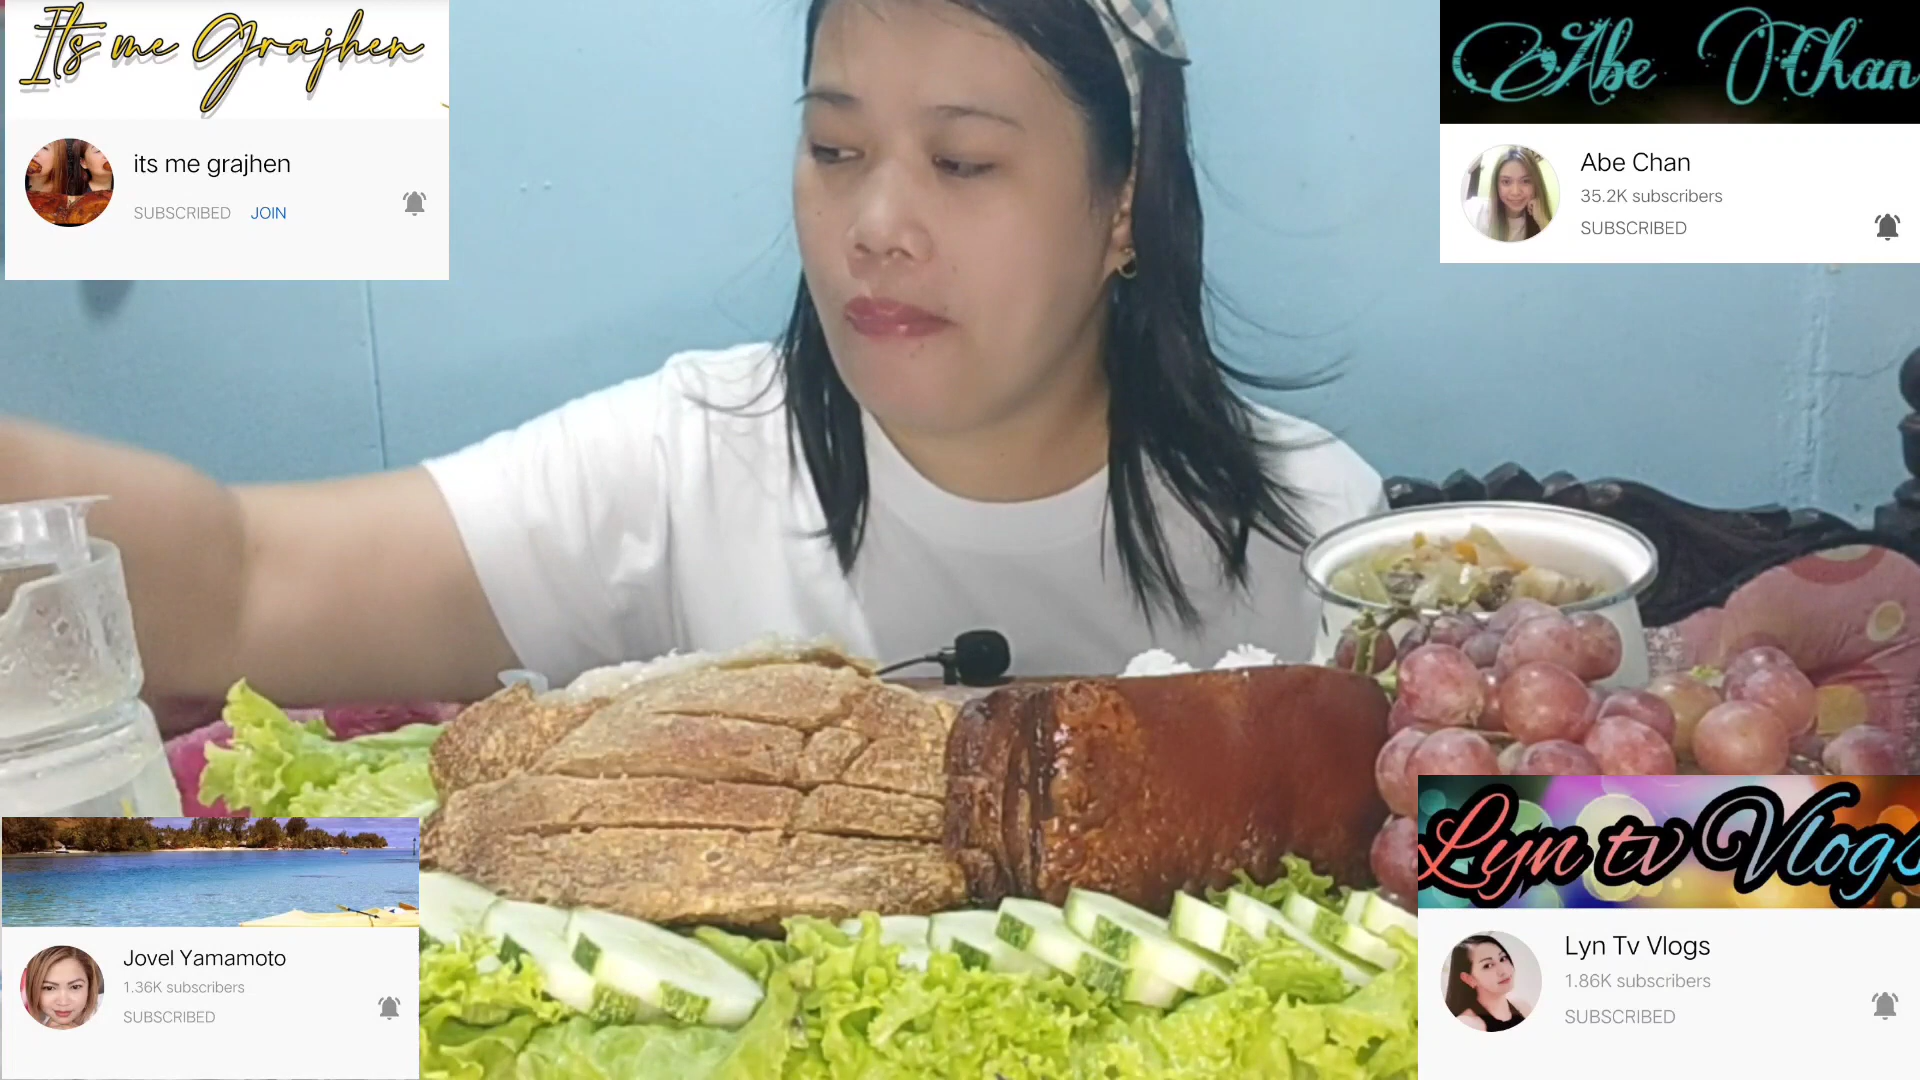 Its me Grajhen
its me grajhen
SUBSCRIBED JOIN
Abe Chan
Abe Chan
35.2K subscribers
SUBSCRIBED
Jovel Yamamoto
1.36K subscribers
SUBSCRIBED
Lyn tv Vlogs
Lyn Tv Vlogs
1.86K subscribers
SUBSCRIBED